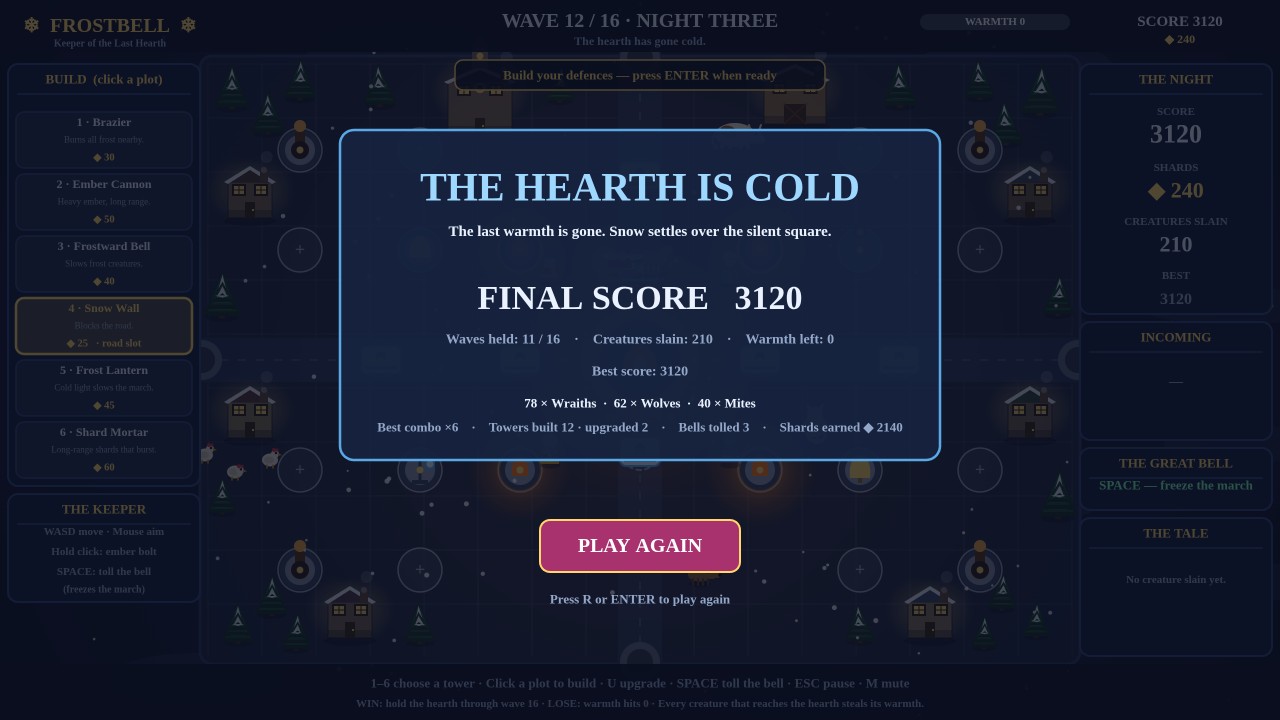 ❄ FROSTBELL ❄
Keeper of the Last Hearth
WAVE 12 / 16 · NIGHT THREE
The hearth has gone cold.
WARMTH 0
SCORE 3120
◆ 240
BUILD (click a plot)
1 · Brazier
Burns all frost nearby.
◆ 30
2 · Ember Cannon
Heavy ember, long range.
◆ 50
3 · Frostward Bell
Slows frost creatures.
◆ 40
4 · Snow Wall
Blocks the road.
◆ 25 · road slot
5 · Frost Lantern
Cold light slows the march.
◆ 45
6 · Shard Mortar
Long-range shards that burst.
◆ 60
THE KEEPER
WASD move · Mouse aim
Hold click: ember bolt
SPACE: toll the bell
(freezes the march)
Build your defences — press ENTER when ready
THE HEARTH IS COLD
The last warmth is gone. Snow settles over the silent square.
FINAL SCORE 3120
Waves held: 11 / 16 · Creatures slain: 210 · Warmth left: 0
Best score: 3120
78 × Wraiths · 62 × Wolves · 40 × Mites
Best combo ×6 · Towers built 12 · upgraded 2 · Bells tolled 3 · Shards earned ◆ 2140
PLAY AGAIN
Press R or ENTER to play again
THE NIGHT
SCORE
3120
SHARDS
◆ 240
CREATURES SLAIN
210
BEST
3120
INCOMING
—
THE GREAT BELL
SPACE — freeze the march
THE TALE
No creature slain yet.
1–6 choose a tower · Click a plot to build · U upgrade · SPACE toll the bell · ESC pause · M mute
WIN: hold the hearth through wave 16 · LOSE: warmth hits 0 · Every creature that reaches the hearth steals its warmth.